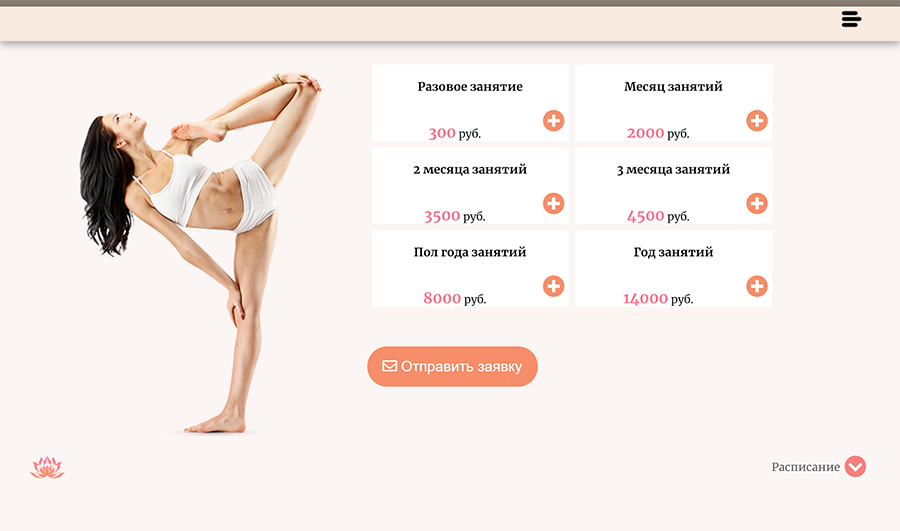 Разовое занятие
300 руб.
Месяц занятий
2000 руб.
2 месяца занятий
3500 руб.
3 месяца занятий
4500 руб.
Пол года занятий
8000 руб.
Год занятий
14000 руб.
Отправить заявку
Расписание